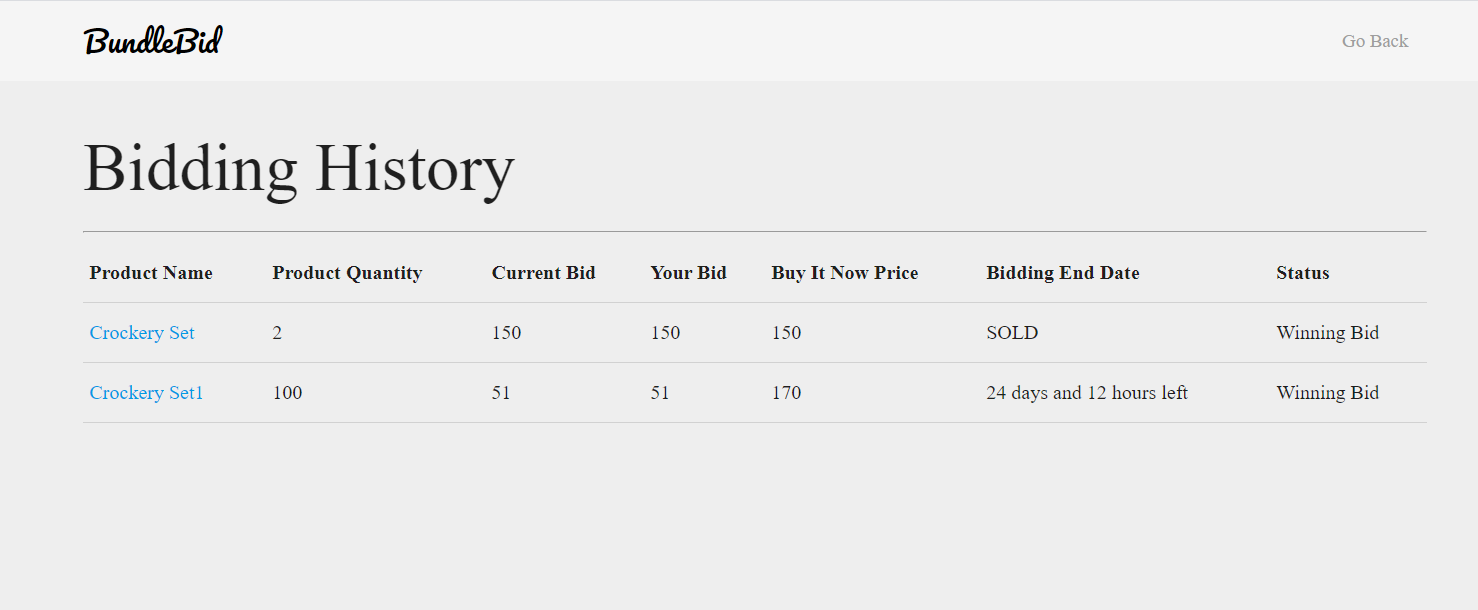 BundleBid
Go Back
Bidding History
Product Name Product Quantity Current Bid Your Bid Buy It Now Price Bidding End Date Status
Crockery Set 2 150 150 150 SOLD Winning Bid
Crockery Set1 100 51 51 170 24 days and 12 hours left Winning Bid